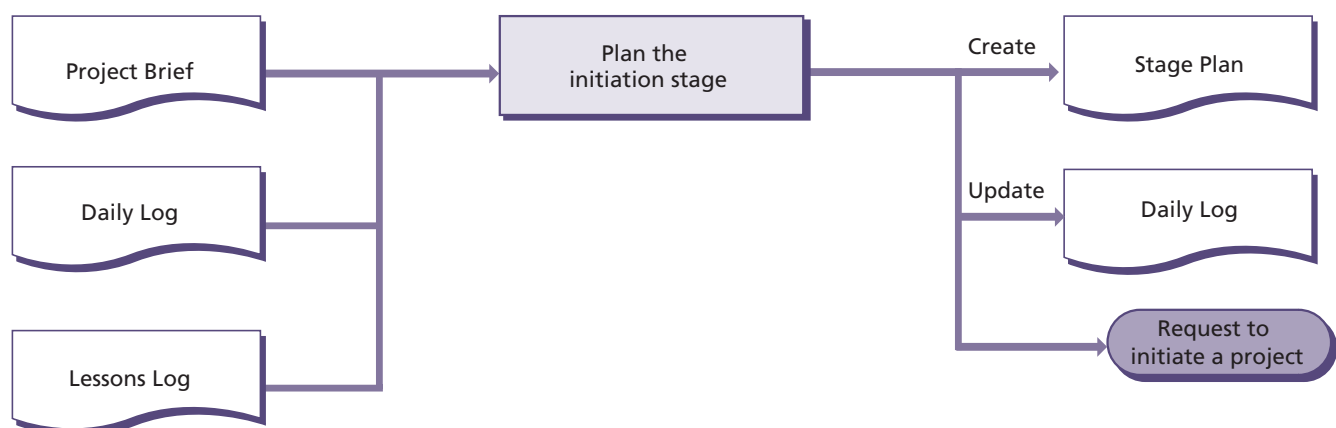 Project Brief
Plan the
initiation stage
Create
Stage Plan
Daily Log
Update
Daily Log
Lessons Log
Request to
initiate a project